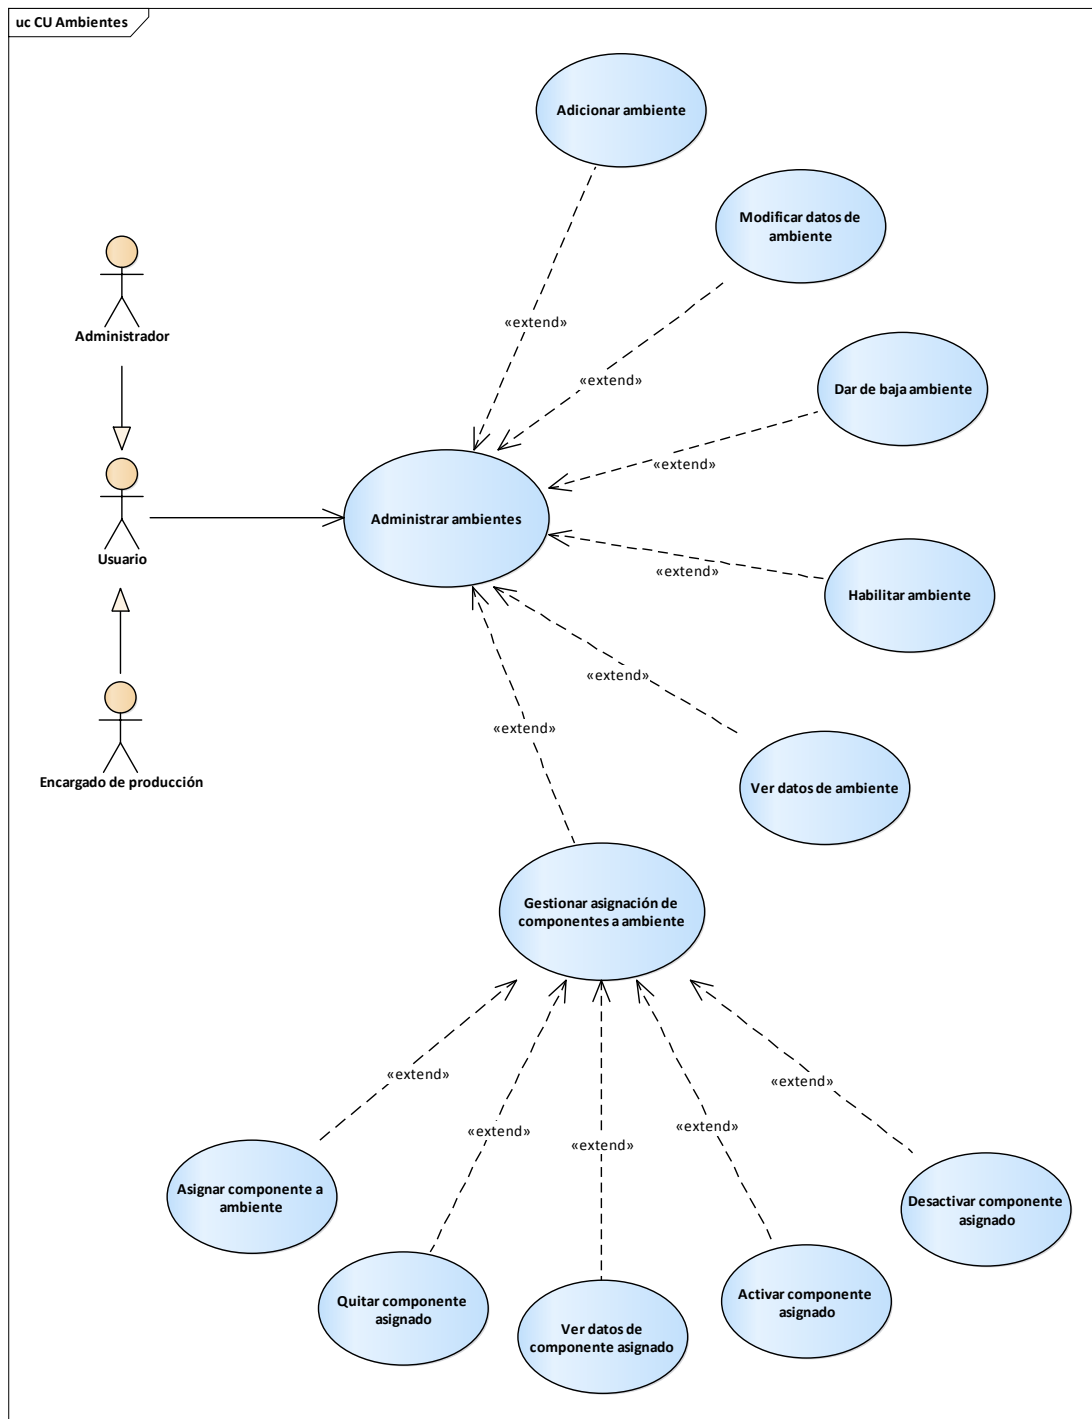 uc CU Ambientes
Adicionar ambiente
Modificar datos de
ambiente
Administrador
«extend»
«extend»
Dar de baja ambiente
«extend»
Administrar ambientes
Usuario
«extend»
Habilitar ambiente
«extend»
«extend»
Encargado de producción
Ver datos de ambiente
Gestionar asignación de
componentes a ambiente
«extend»
«extend»
«extend»
«extend»
«extend»
Asignar componente a
ambiente
Desactivar componente
asignado
Quitar componente
asignado
Ver datos de
componente asignado
Activar componente
asignado